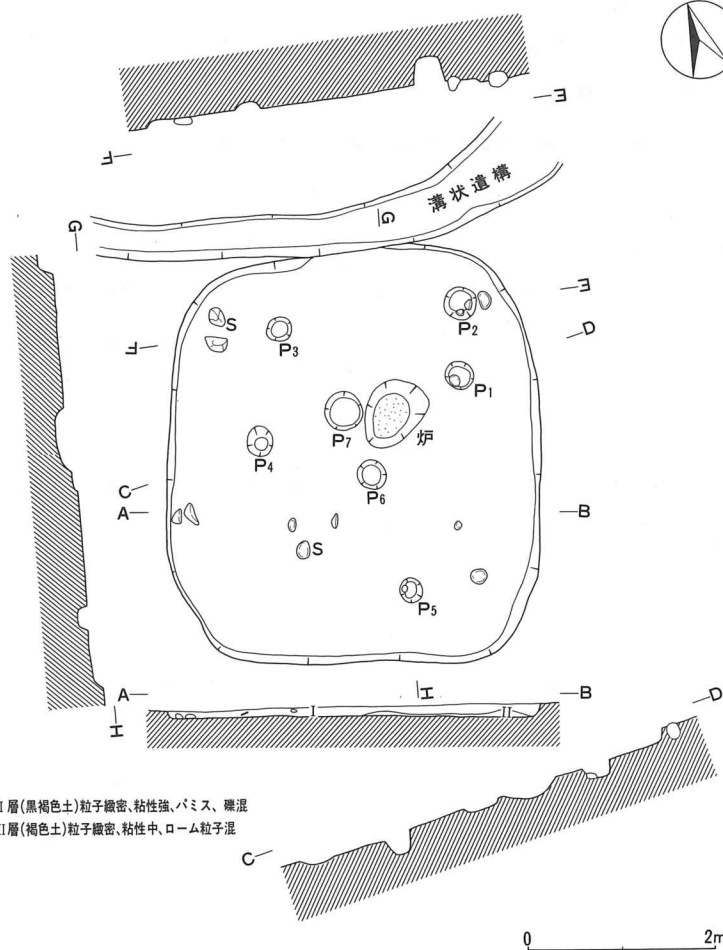 E
F
G
G
溝状遺構
E
P2
D
S
P3
F
P1
P7
炉
P4
P6
C
A
B
S
P5
A
I
II
H
B
D
H
I層(黒褐色土)粒子緻密、粘性強、パミス、礫混
II層(褐色土)粒子緻密、粘性中、ローム粒子混
C
0 2m